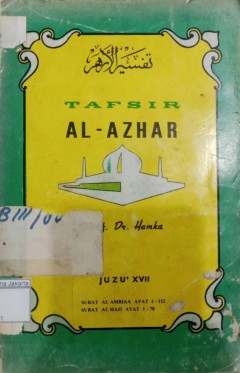 تفسير الأزهر
TAFSIR
AL-AZHAR
Dr. Hamka
JUZU' XVII
SURAT AL AMBIAA AYAT 1 - 112
SURAT AL HAJJ AYAT 1 - 78